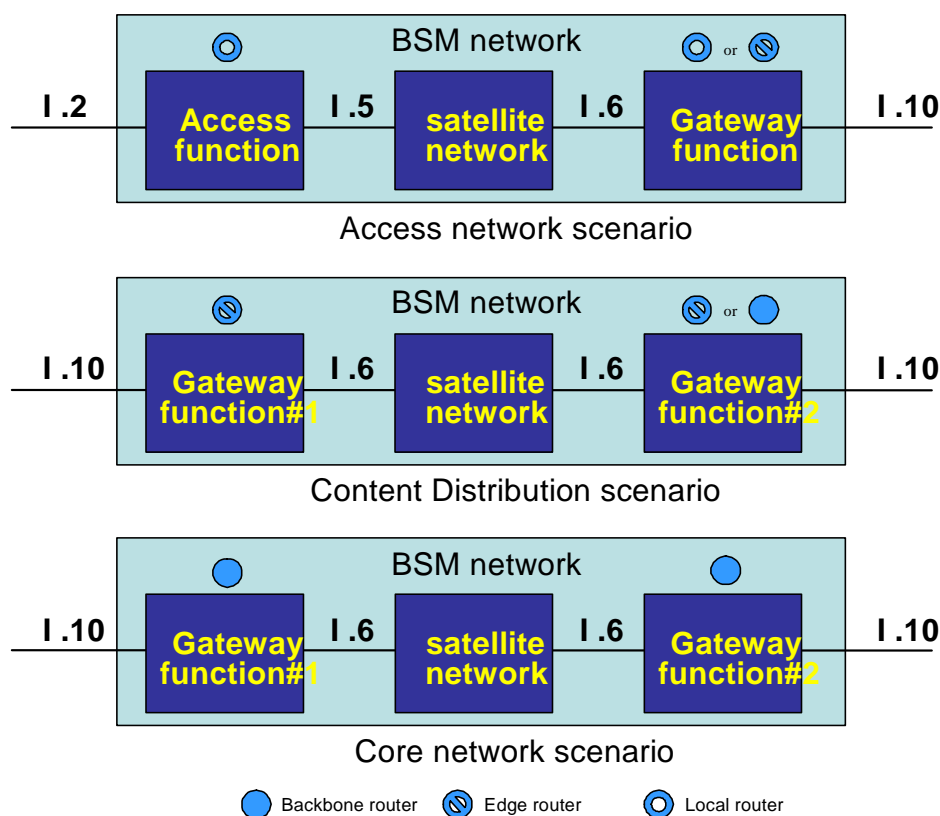 BSM network
or
I .2
Access
function
I .5
satellite
network
I .6
Gateway
function
I .10
Access network scenario
BSM network
or
I .10
Gateway
function#1
I .6
satellite
network
I .6
Gateway
function#2
I .10
Content Distribution scenario
BSM network
I .10
Gateway
function#1
I .6
satellite
network
I .6
Gateway
function#2
I .10
Core network scenario
Backbone router
Edge router
Local router